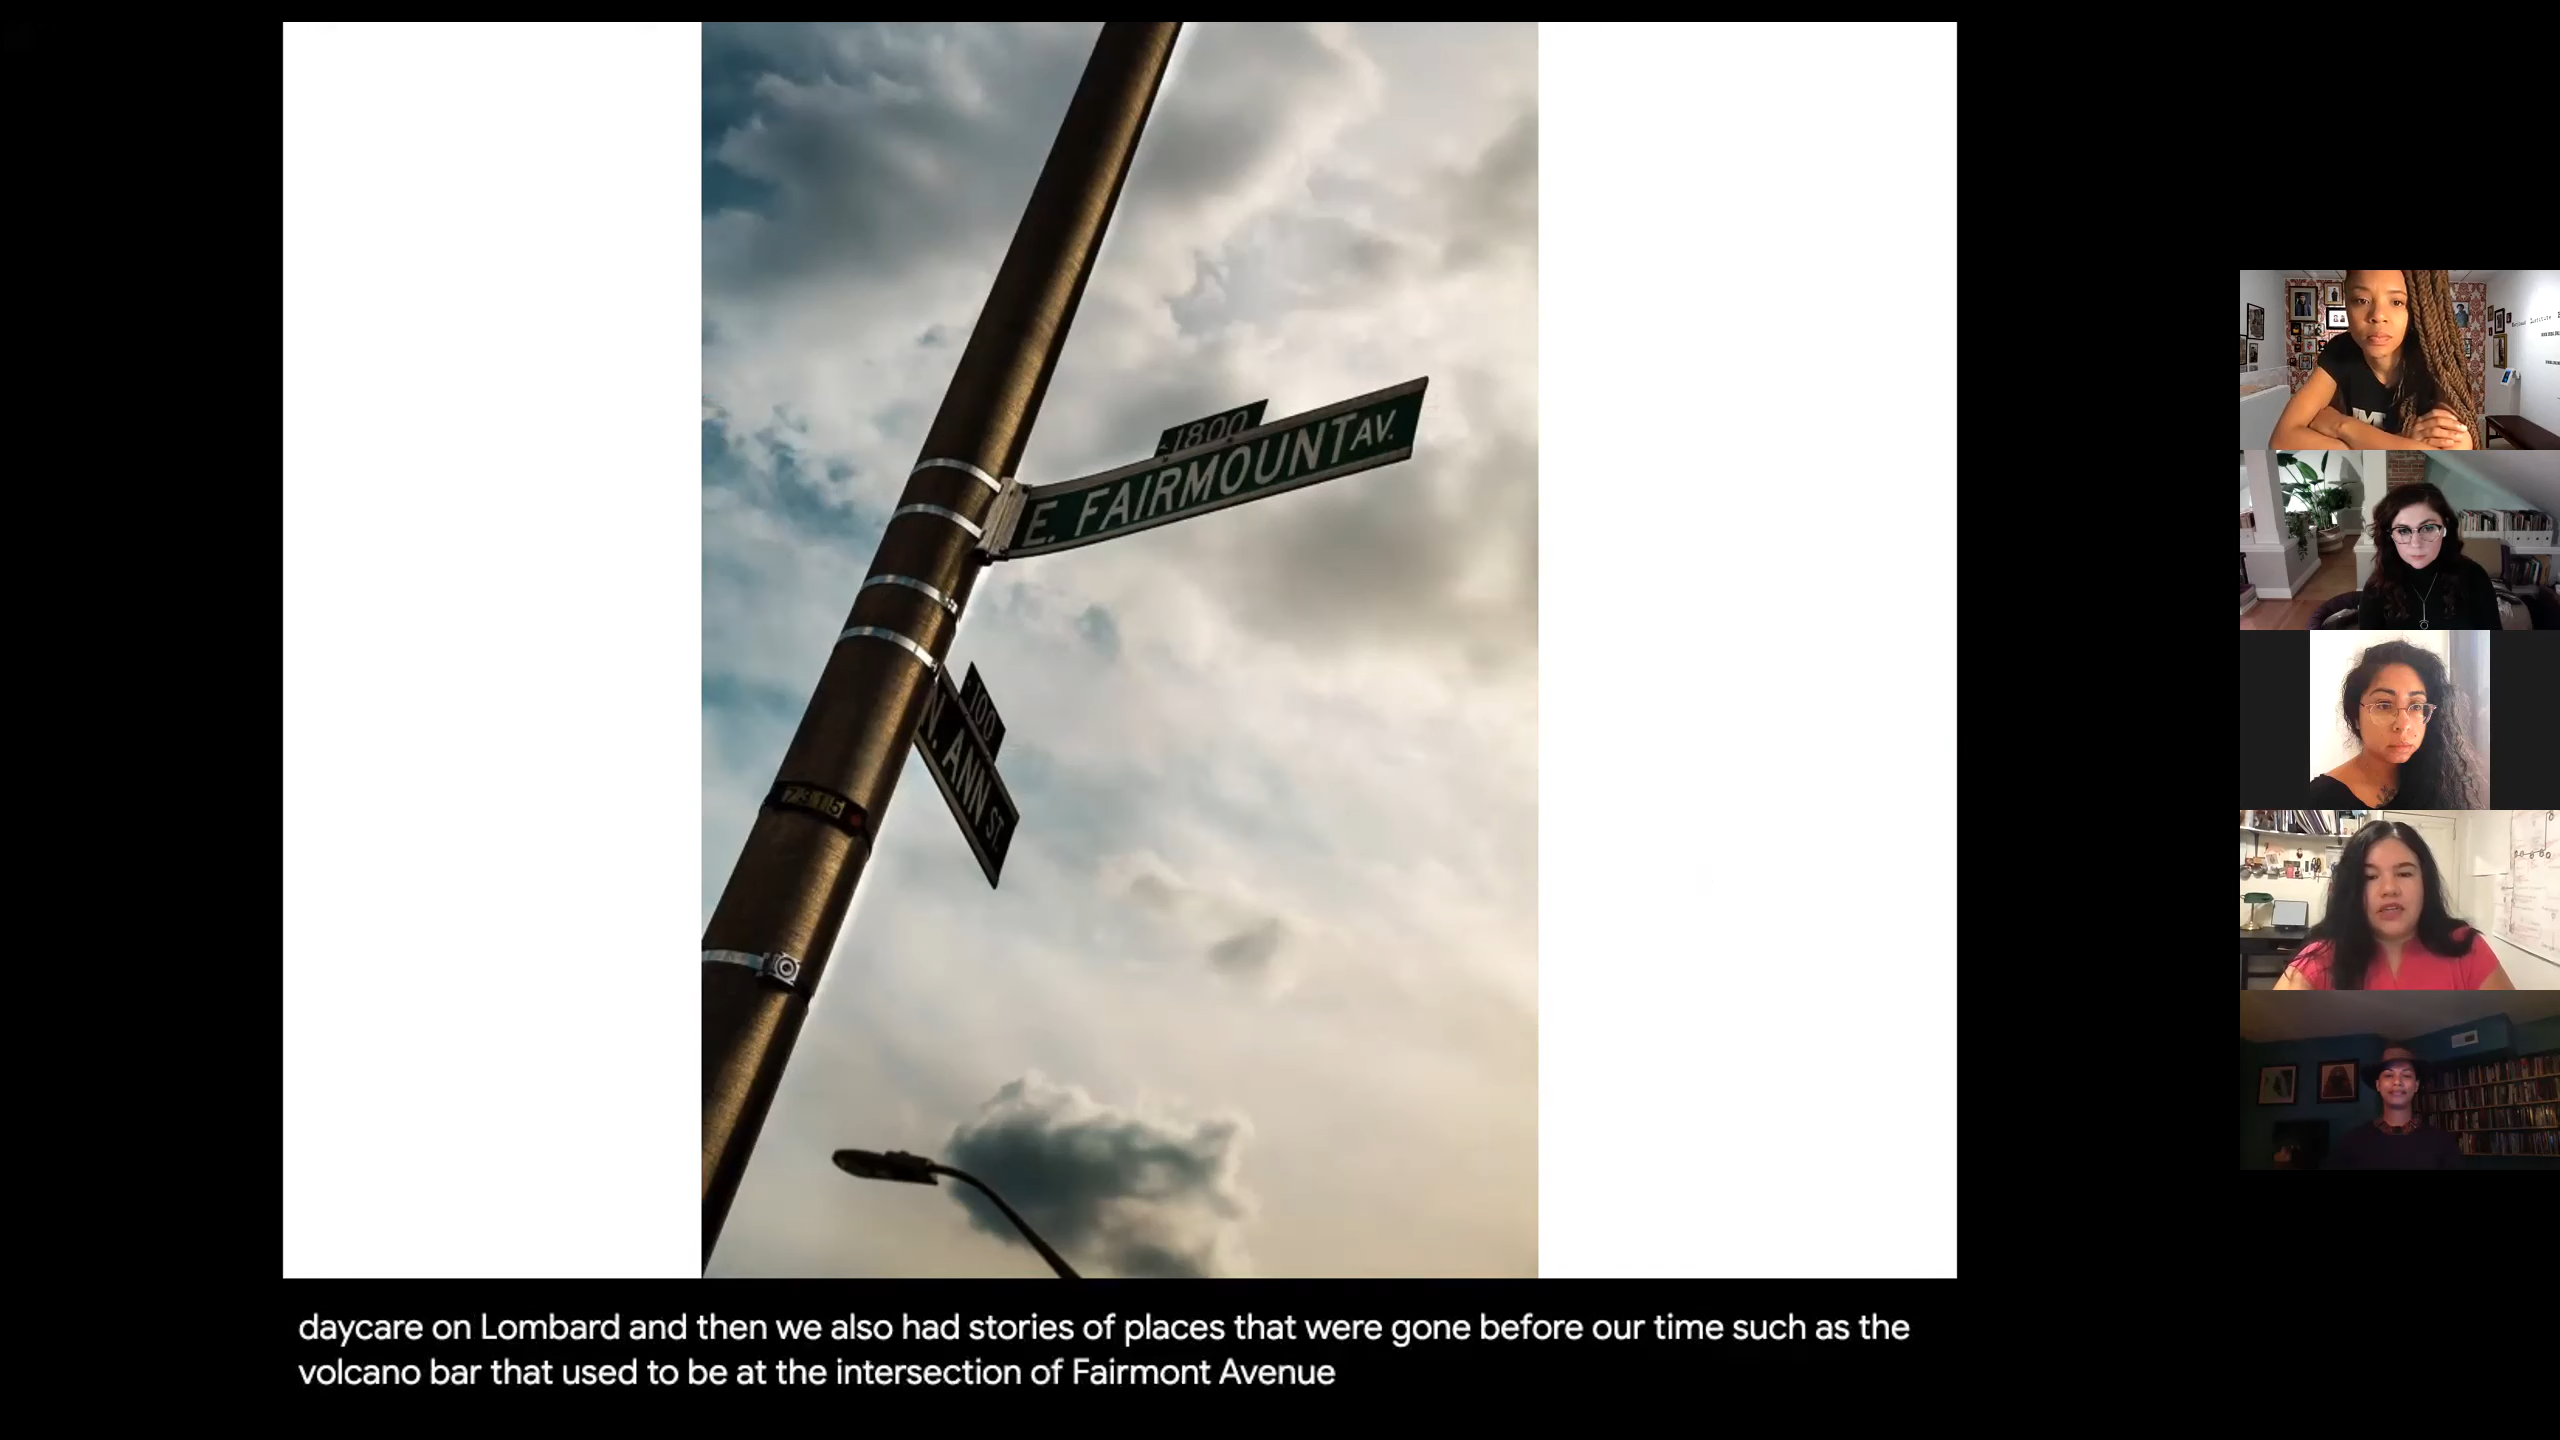 1800
E. FAIRMOUNT AV.
100
N. ANN ST.
7315
daycare on Lombard and then we also had stories of places that were gone before our time such as the
volcano bar that used to be at the intersection of Fairmont Avenue